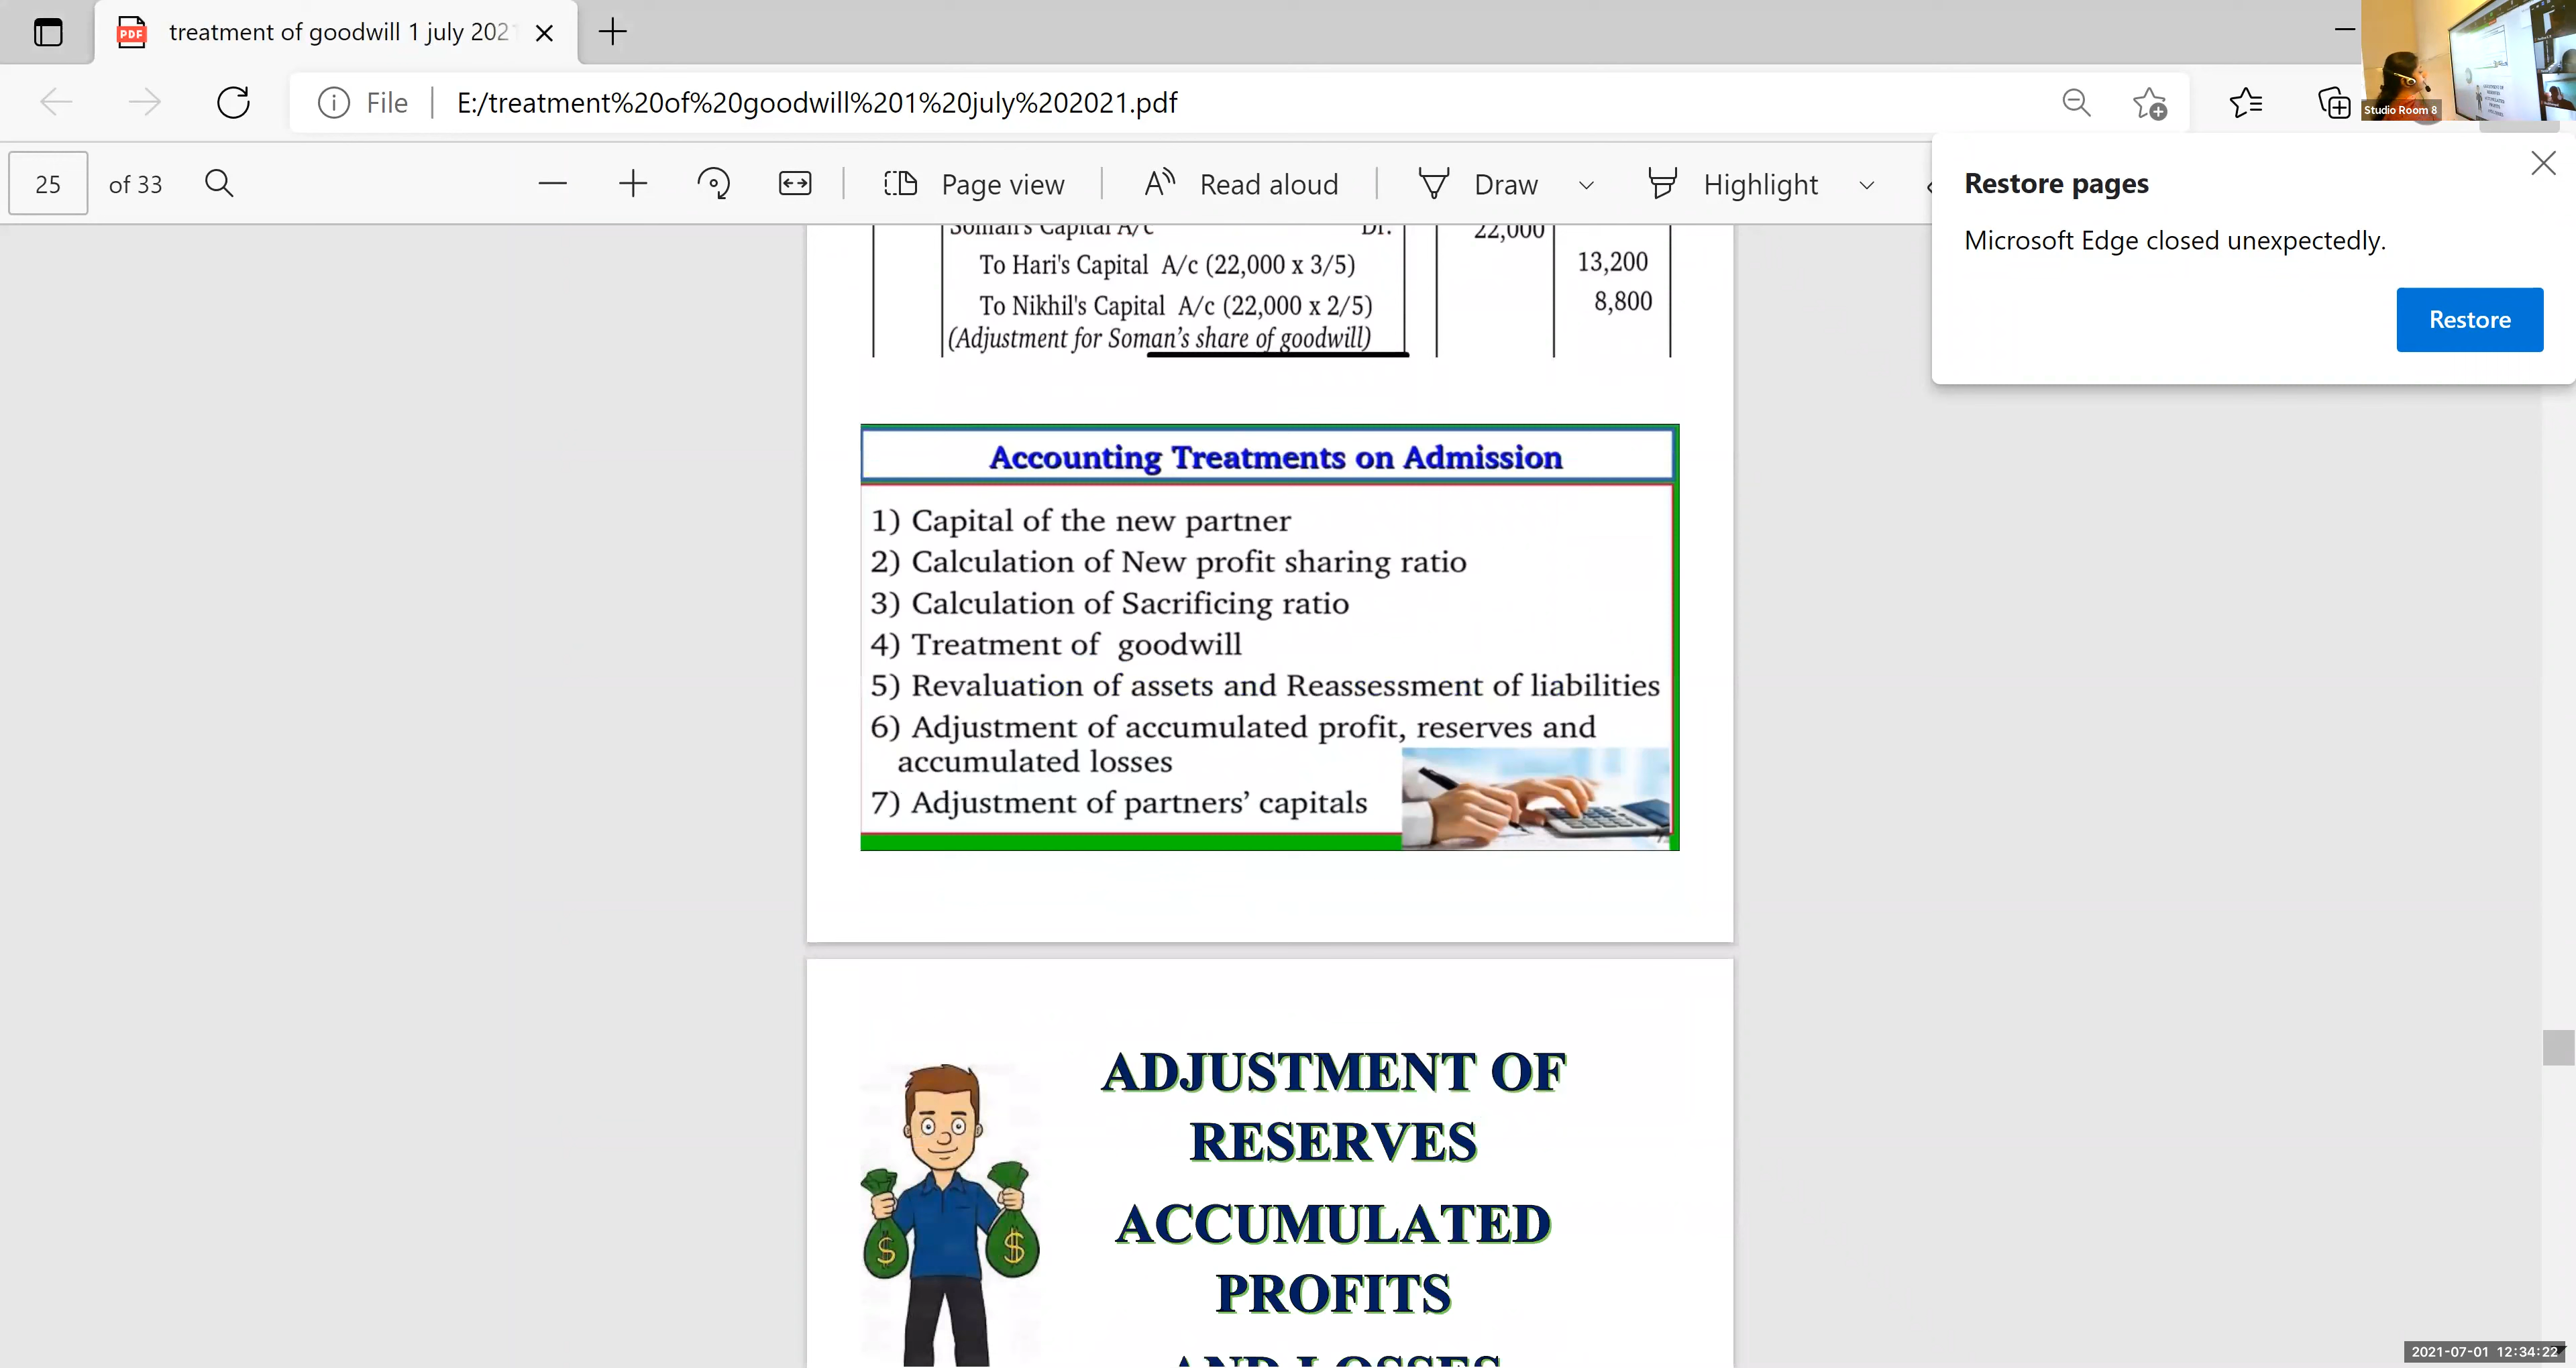 treatment of goodwill 1 july 202
File
E:/treatment%20of%20goodwill%201%20july%202021.pdf
Studio Room 8
25 of 33
Page view
Read aloud
Draw
Highlight
Restore pages
Microsoft Edge closed unexpectedly.
Restore
Soman's Capital A/c Dr. 22,000
To Hari's Capital A/c (22,000 x 3/5) 13,200
To Nikhil's Capital A/c (22,000 x 2/5) 8,800
(Adjustment for Soman’s share of goodwill)
Accounting Treatments on Admission
1) Capital of the new partner
2) Calculation of New profit sharing ratio
3) Calculation of Sacrificing ratio
4) Treatment of goodwill
5) Revaluation of assets and Reassessment of liabilities
6) Adjustment of accumulated profit, reserves and
accumulated losses
7) Adjustment of partners’ capitals
ADJUSTMENT OF
RESERVES
ACCUMULATED
PROFITS
AND LOSSES
2021-07-01 12:34:22